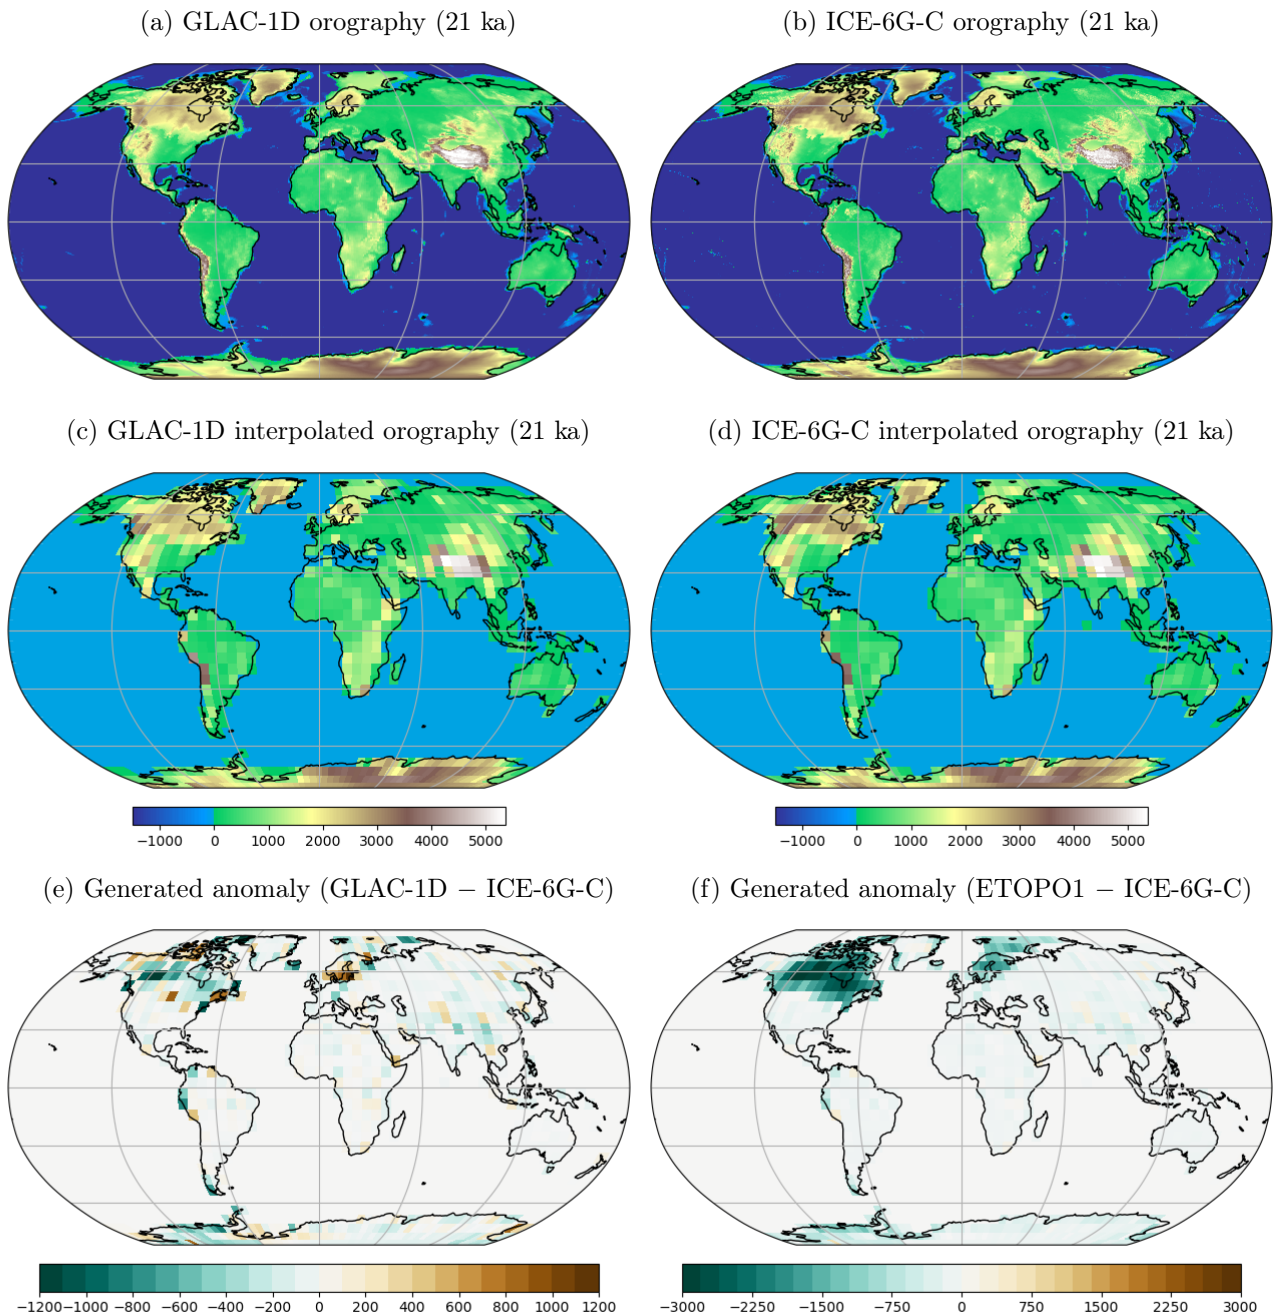 (a) GLAC-1D orography (21 ka)
(b) ICE-6G-C orography (21 ka)
(c) GLAC-1D interpolated orography (21 ka)
(d) ICE-6G-C interpolated orography (21 ka)
−1000 0 1000 2000 3000 4000 5000
−1000 0 1000 2000 3000 4000 5000
(e) Generated anomaly (GLAC-1D − ICE-6G-C)
(f) Generated anomaly (ETOPO1 − ICE-6G-C)
−1200 −1000 −800 −600 −400 −200 0 200 400 600 800 1000 1200
−3000 −2250 −1500 −750 0 750 1500 2250 3000